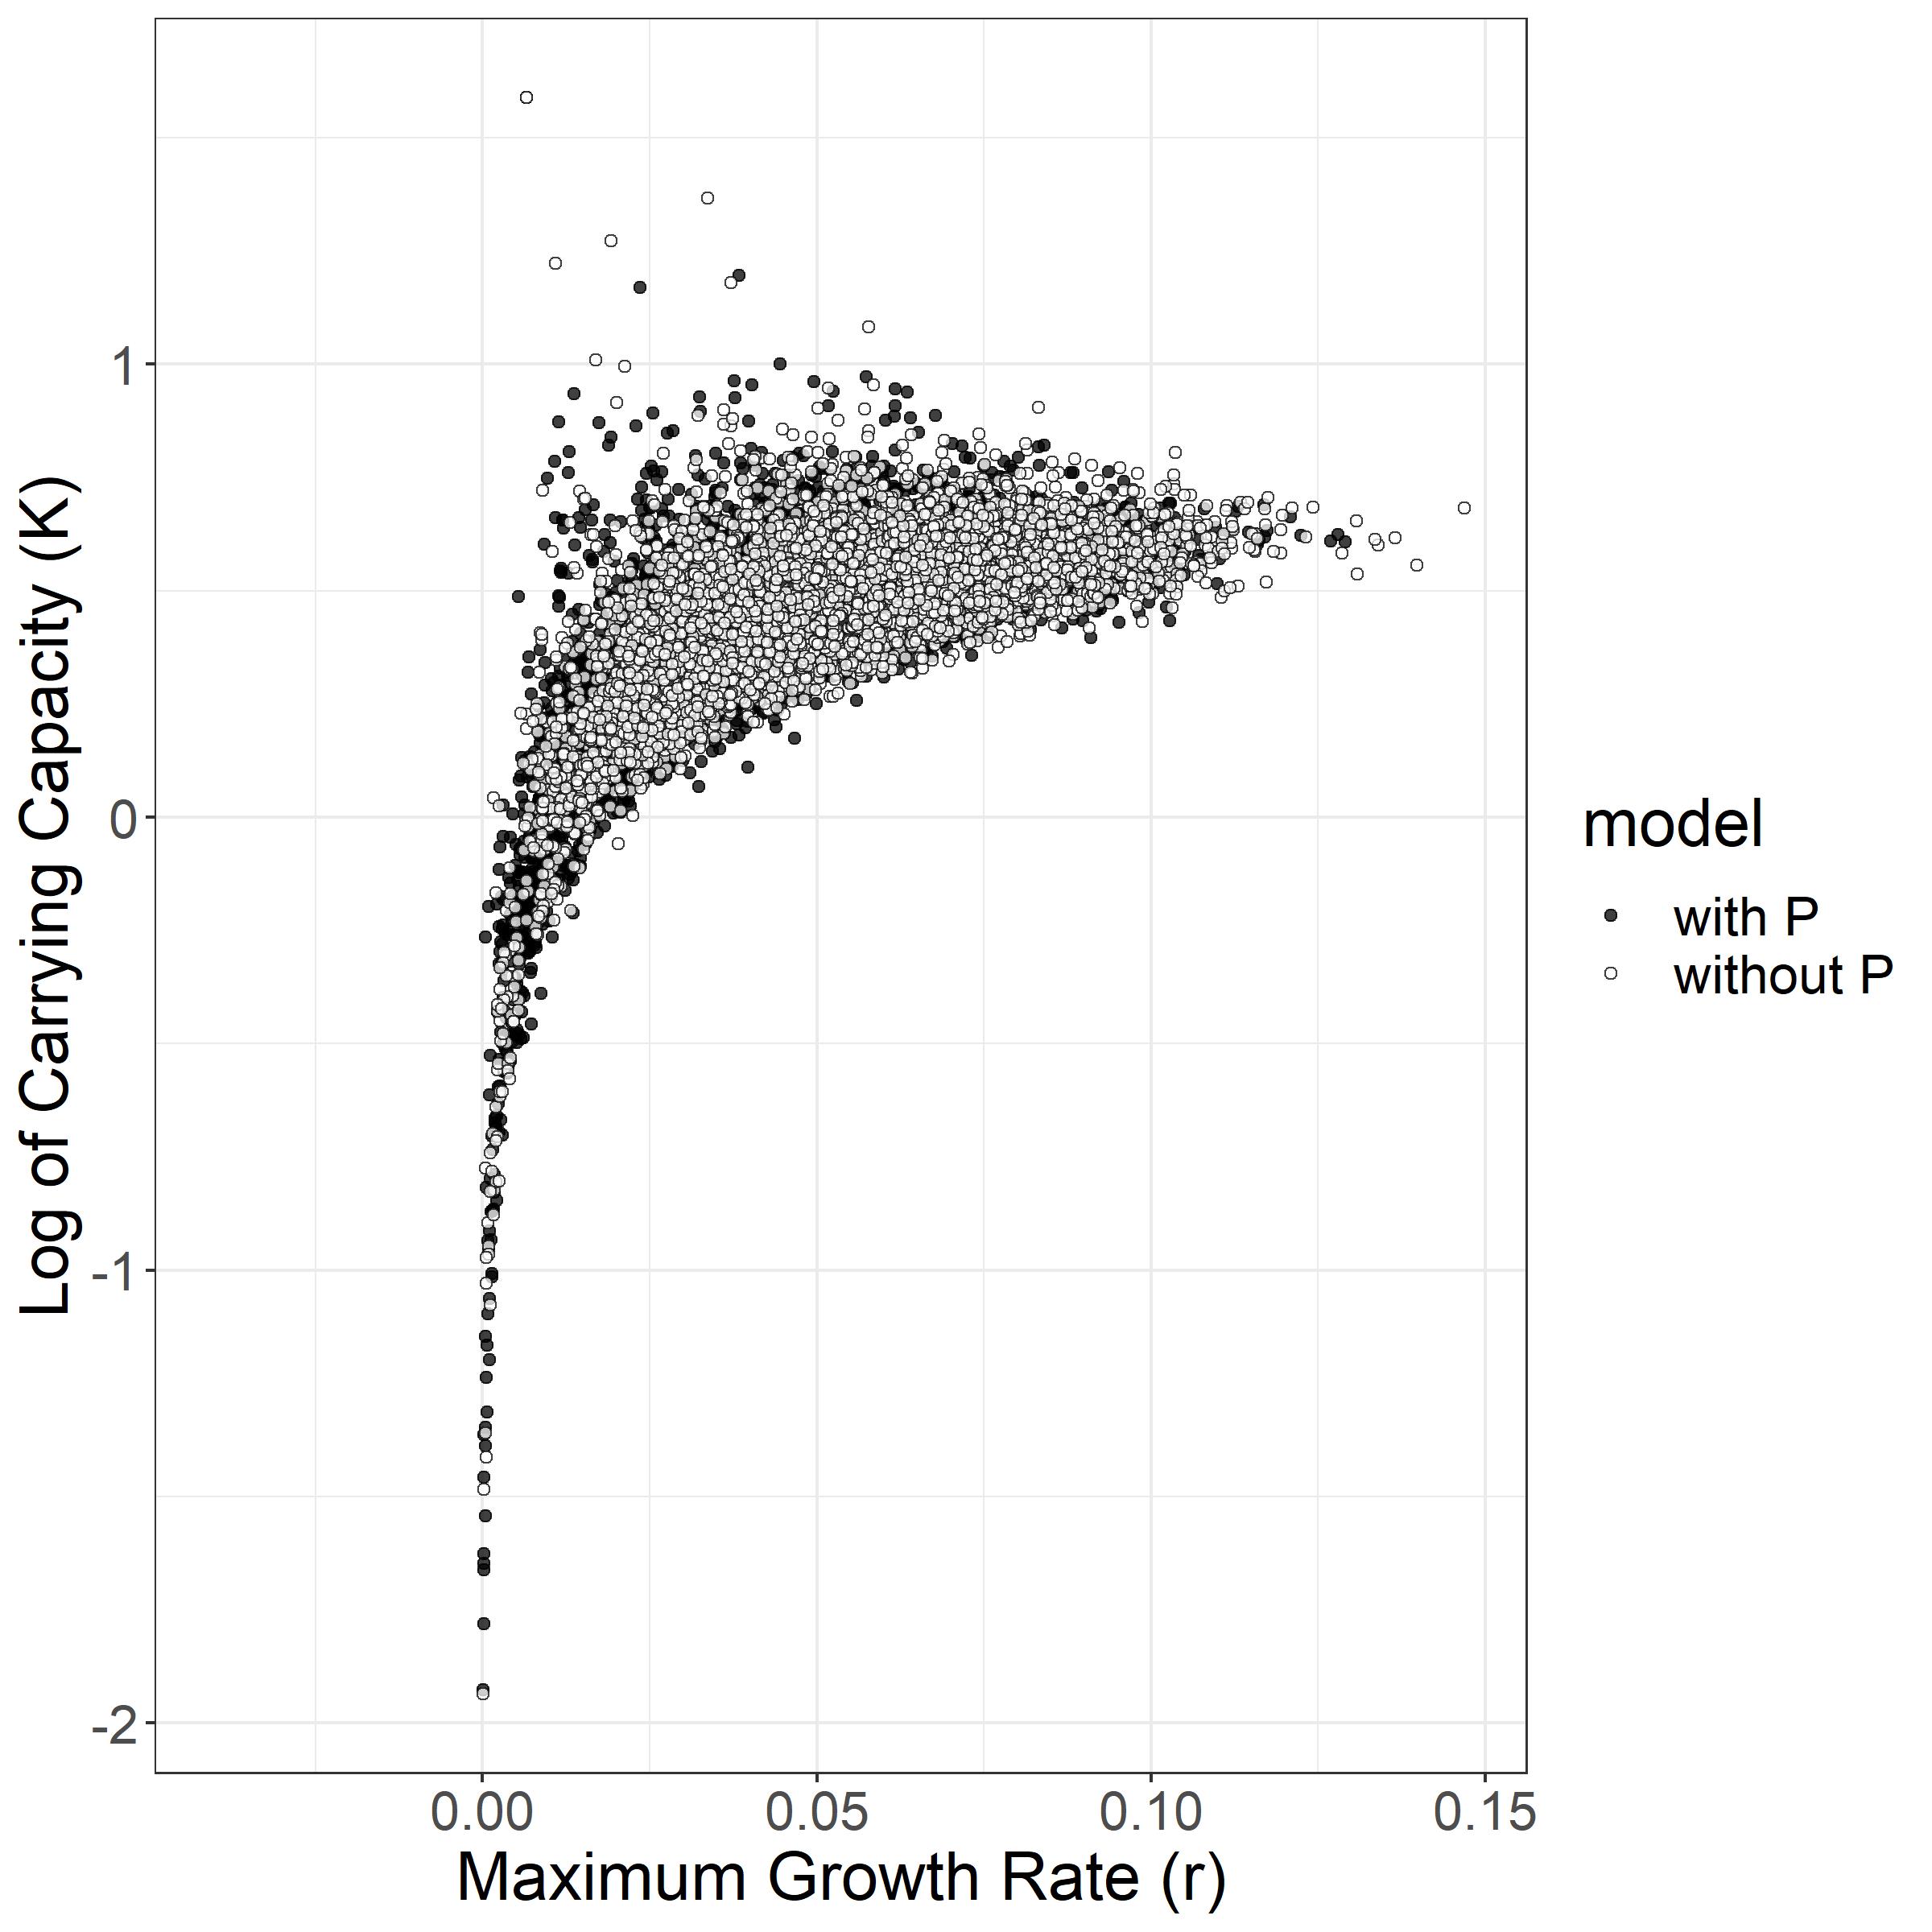 Log of Carrying Capacity (K)
1
0
-1
-2
0.00
0.05
0.10
0.15
Maximum Growth Rate (r)
model
with P
without P